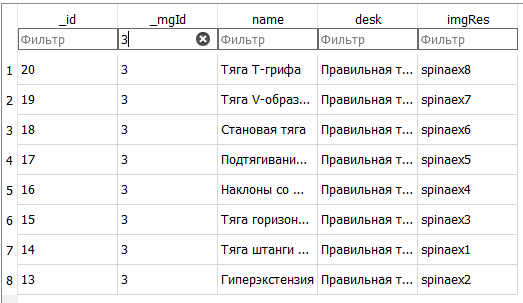 _id _mgId name desk imgRes
Фильтр 3 Фильтр Фильтр Фильтр
1 20 3 Тяга Т-грифа Правильная т... spinaex8
2 19 3 Тяга V-образ... Правильная т... spinaex7
3 18 3 Становая тяга Правильная т... spinaex6
4 17 3 Подтягивани... Правильная т... spinaex5
5 16 3 Наклоны со ... Правильная т... spinaex4
6 15 3 Тяга горизон... Правильная т... spinaex3
7 14 3 Тяга штанги ... Правильная т... spinaex1
8 13 3 Гиперэкстензия Правильная т... spinaex2